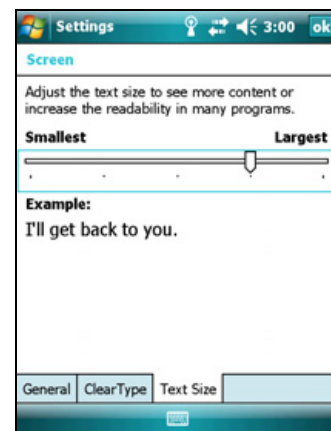 Settings 3:00 ok
Screen
Adjust the text size to see more content or
increase the readability in many programs.
Smallest Largest
Example:
I'll get back to you.
General ClearType Text Size